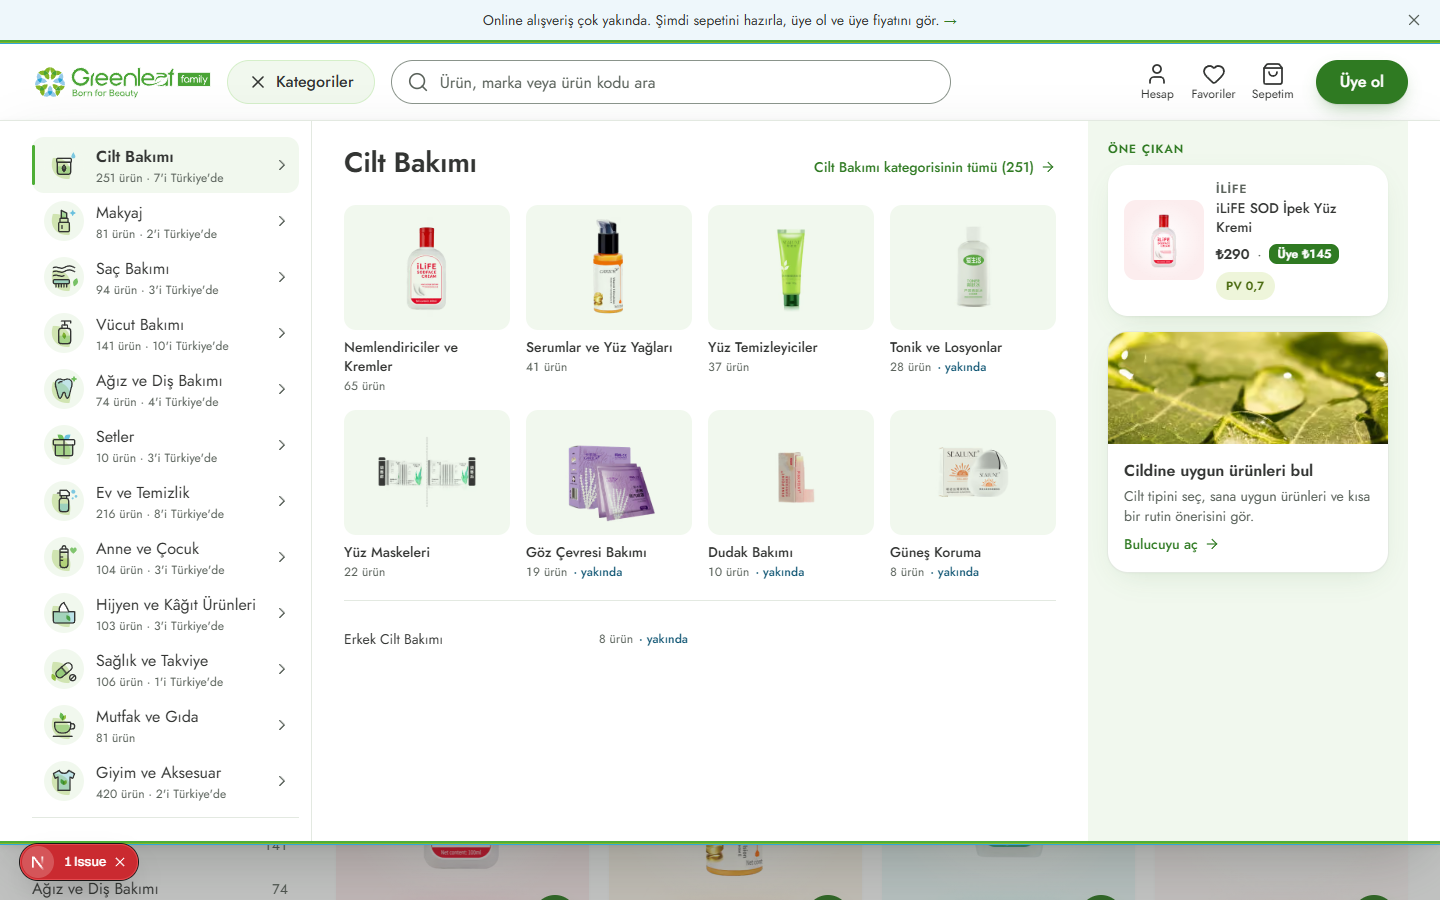 Online alışveriş çok yakında. Şimdi sepetini hazırla, üye ol ve üye fiyatını gör. →
Greenleaf family
Born for Beauty
Kategoriler
Ürün, marka veya ürün kodu ara
Hesap
Favoriler
Sepetim
Üye ol
Cilt Bakımı
251 ürün · 7'i Türkiye'de
Makyaj
81 ürün · 2'i Türkiye'de
Saç Bakımı
94 ürün · 3'i Türkiye'de
Vücut Bakımı
141 ürün · 10'i Türkiye'de
Ağız ve Diş Bakımı
74 ürün · 4'i Türkiye'de
Setler
10 ürün · 3'i Türkiye'de
Ev ve Temizlik
216 ürün · 8'i Türkiye'de
Anne ve Çocuk
104 ürün · 3'i Türkiye'de
Hijyen ve Kâğıt Ürünleri
103 ürün · 3'i Türkiye'de
Sağlık ve Takviye
106 ürün · 1'i Türkiye'de
Mutfak ve Gıda
81 ürün
Giyim ve Aksesuar
420 ürün · 2'i Türkiye'de
Cilt Bakımı
Cilt Bakımı kategorisinin tümü (251) →
iLiFE
SODFACE
CREAM
Nemlendiriciler ve
Kremler
65 ürün
Serumlar ve Yüz Yağları
41 ürün
Yüz Temizleyiciler
37 ürün
Tonik ve Losyonlar
28 ürün · yakında
Yüz Maskeleri
22 ürün
Göz Çevresi Bakımı
19 ürün · yakında
Dudak Bakımı
10 ürün · yakında
SEALUXE
Güneş Koruma
8 ürün · yakında
Erkek Cilt Bakımı
8 ürün · yakında
ÖNE ÇIKAN
iLiFE
İLİFE
iLiFE SOD İpek Yüz
Kremi
₺290 · Üye ₺145
PV 0,7
Cildine uygun ürünleri bul
Cilt tipini seç, sana uygun ürünleri ve kısa
bir rutin önerisini gör.
Bulucuyu aç →
1 Issue
141
Ağız ve Diş Bakımı
74